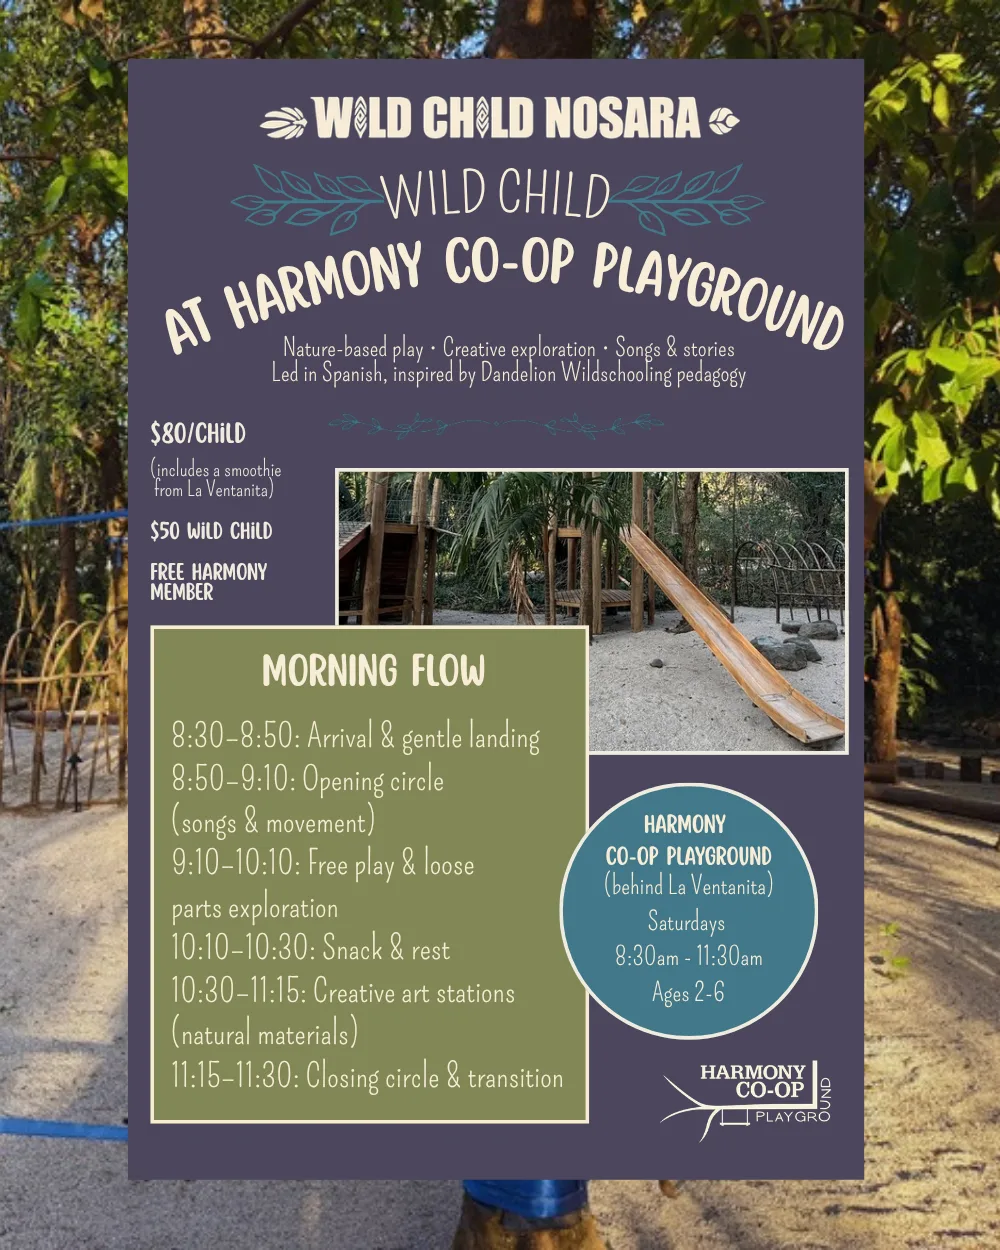 WILD CHILD NOSARA
WILD CHILD
AT HARMONY CO-OP PLAYGROUND
Nature-based play • Creative exploration • Songs & stories
Led in Spanish, inspired by Dandelion Wildschooling pedagogy
$80/CHiLD
(includes a smoothie
from La Ventanita)
$50 WiLD CHiLD
FREE HARMONY
MEMBER
MORNING FLOW
8:30–8:50: Arrival & gentle landing
8:50–9:10: Opening circle
(songs & movement)
9:10–10:10: Free play & loose
parts exploration
10:10–10:30: Snack & rest
10:30–11:15: Creative art stations
(natural materials)
11:15–11:30: Closing circle & transition
HARMONY
CO-OP PLAYGROUND
(behind La Ventanita)
Saturdays
8:30am - 11:30am
Ages 2-6
HARMONY
CO-OP
PLAYGROUND